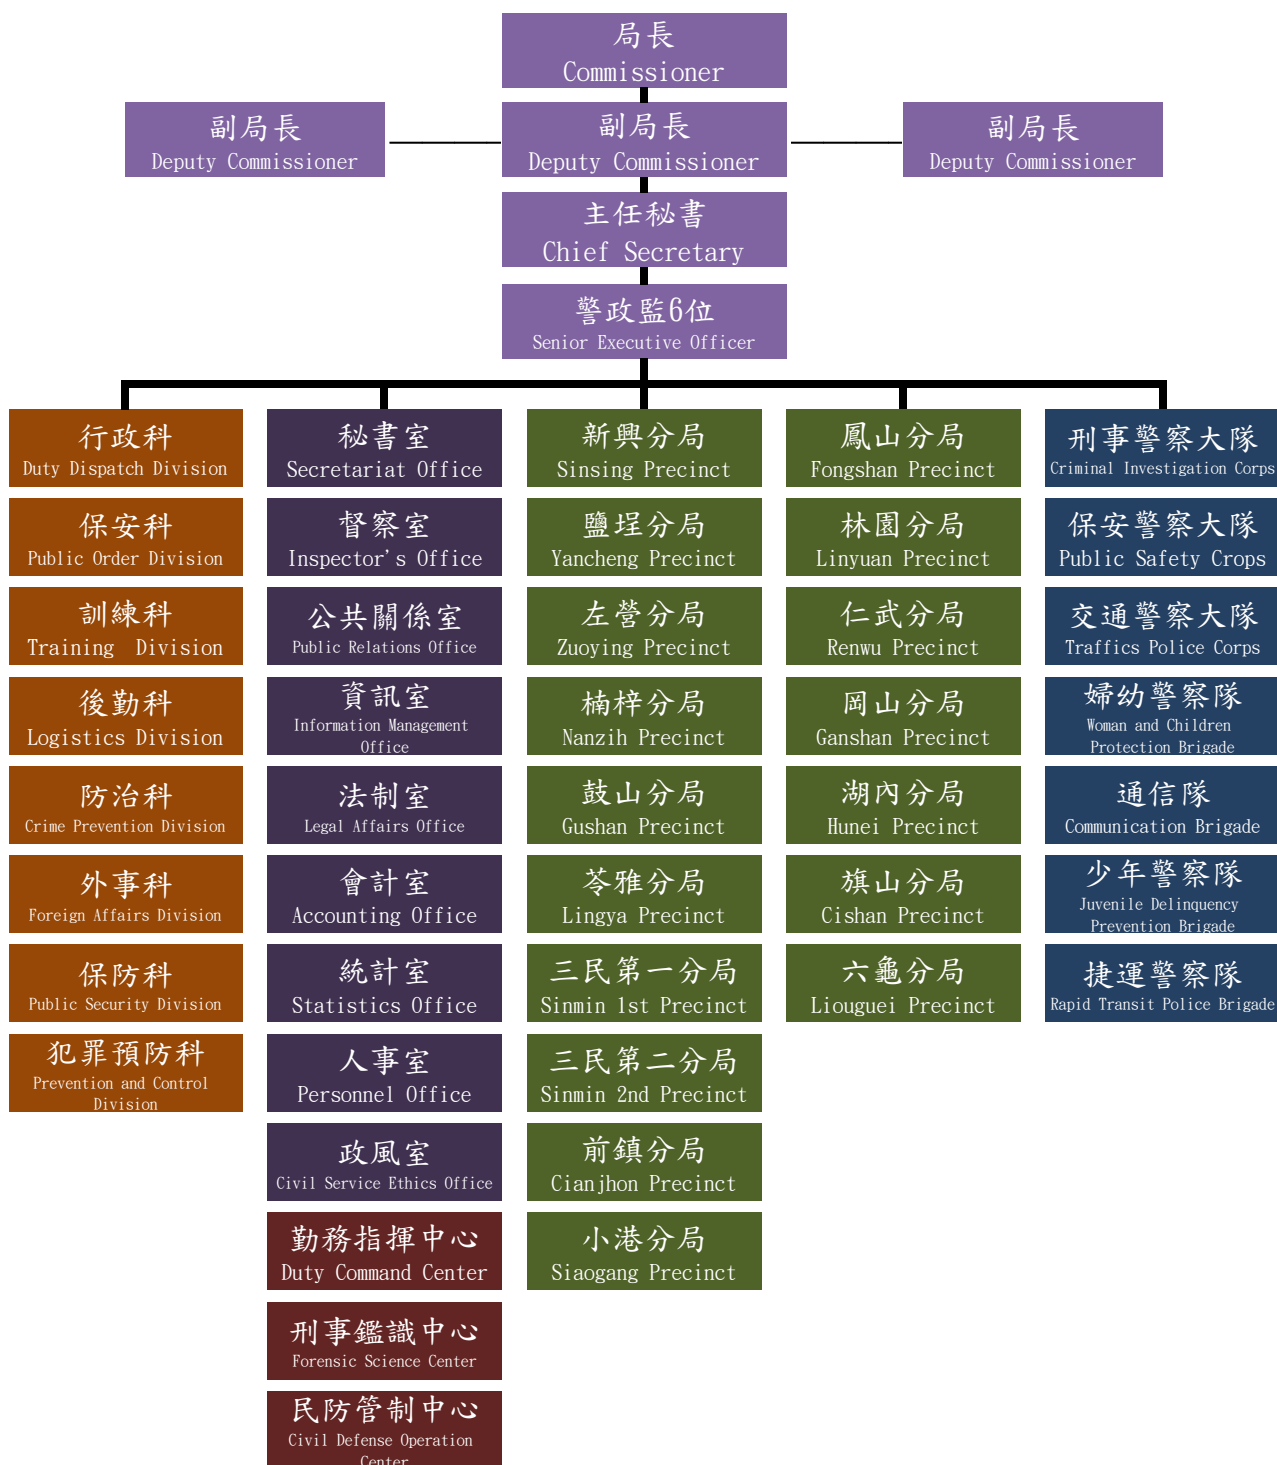 局長
Commissioner
副局長
Deputy Commissioner
副局長
Deputy Commissioner
副局長
Deputy Commissioner
主任秘書
Chief Secretary
警政監6位
Senior Executive Officer
行政科
Duty Dispatch Division
保安科
Public Order Division
訓練科
Training Division
後勤科
Logistics Division
防治科
Crime Prevention Division
外事科
Foreign Affairs Division
保防科
Public Security Division
犯罪預防科
Prevention and Control
Division
秘書室
Secretariat Office
督察室
Inspector's Office
公共關係室
Public Relations Office
資訊室
Information Management
Office
法制室
Legal Affairs Office
會計室
Accounting Office
統計室
Statistics Office
人事室
Personnel Office
政風室
Civil Service Ethics Office
勤務指揮中心
Duty Command Center
刑事鑑識中心
Forensic Science Center
民防管制中心
Civil Defense Operation
Center
新興分局
Sinsing Precinct
鹽埕分局
Yancheng Precinct
左營分局
Zuoying Precinct
楠梓分局
Nanzih Precinct
鼓山分局
Gushan Precinct
苓雅分局
Lingya Precinct
三民第一分局
Sinmin 1st Precinct
三民第二分局
Sinmin 2nd Precinct
前鎮分局
Cianjhon Precinct
小港分局
Siaogang Precinct
鳳山分局
Fongshan Precinct
林園分局
Linyuan Precinct
仁武分局
Renwu Precinct
岡山分局
Ganshan Precinct
湖內分局
Hunei Precinct
旗山分局
Cishan Precinct
六龜分局
Liouguei Precinct
刑事警察大隊
Criminal Investigation Corps
保安警察大隊
Public Safety Crops
交通警察大隊
Traffics Police Corps
婦幼警察隊
Woman and Children
Protection Brigade
通信隊
Communication Brigade
少年警察隊
Juvenile Delinquency
Prevention Brigade
捷運警察隊
Rapid Transit Police Brigade